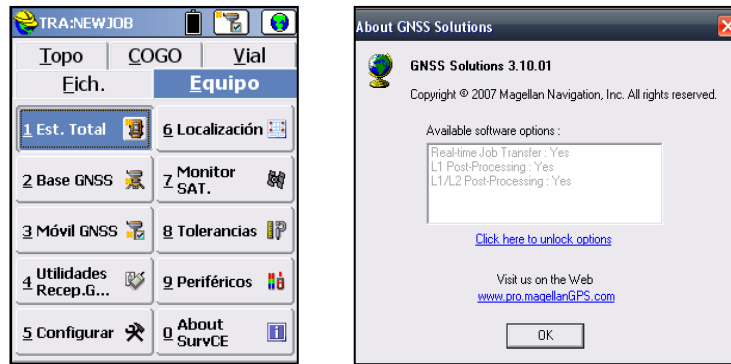 TRA:NEWJOB
Topo COGO Vial
Fich. Equipo
1 Est. Total 6 Localización
2 Base GNSS 7 Monitor SAT.
3 Móvil GNSS 8 Tolerancias
4 Utilidades Recep.G... 9 Periféricos
5 Configurar 0 About SurvCE
About GNSS Solutions
GNSS Solutions 3.10.01
Copyright © 2007 Magellan Navigation, Inc. All rights reserved.
Available software options :
Real-time Job Transfer : Yes
L1 Post-Processing : Yes
L1/L2 Post-Processing : Yes
Click here to unlock options
Visit us on the Web
www.pro.magellanGPS.com
OK